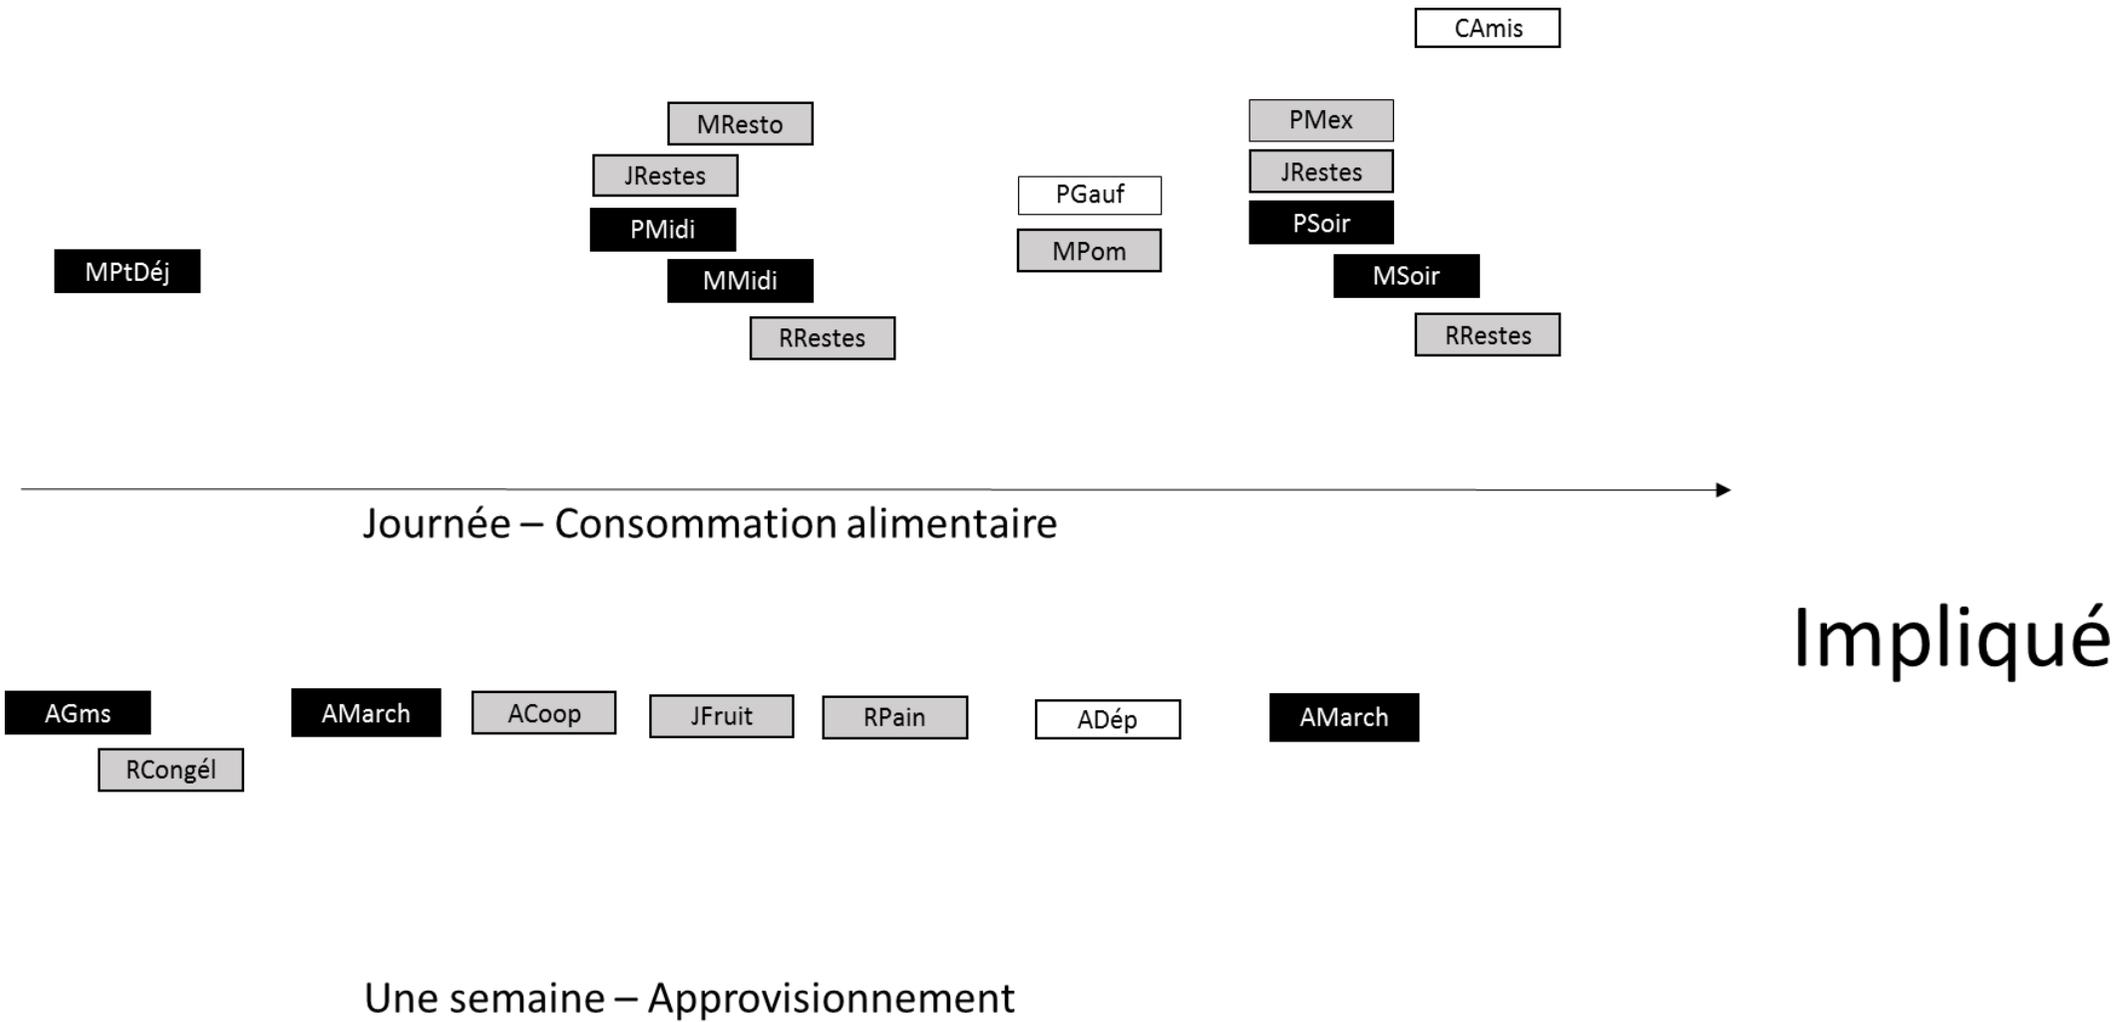 CAmis
MResto
PMex
JRestes
JRestes
PGauf
PMidi
PSoir
MPom
MPtDéj
MMidi
MSoir
RRestes
RRestes
Journée – Consommation alimentaire
Impliqué
AGms
AMarch
ACoop
JFruit
RPain
ADép
AMarch
RCongél
Une semaine – Approvisionnement